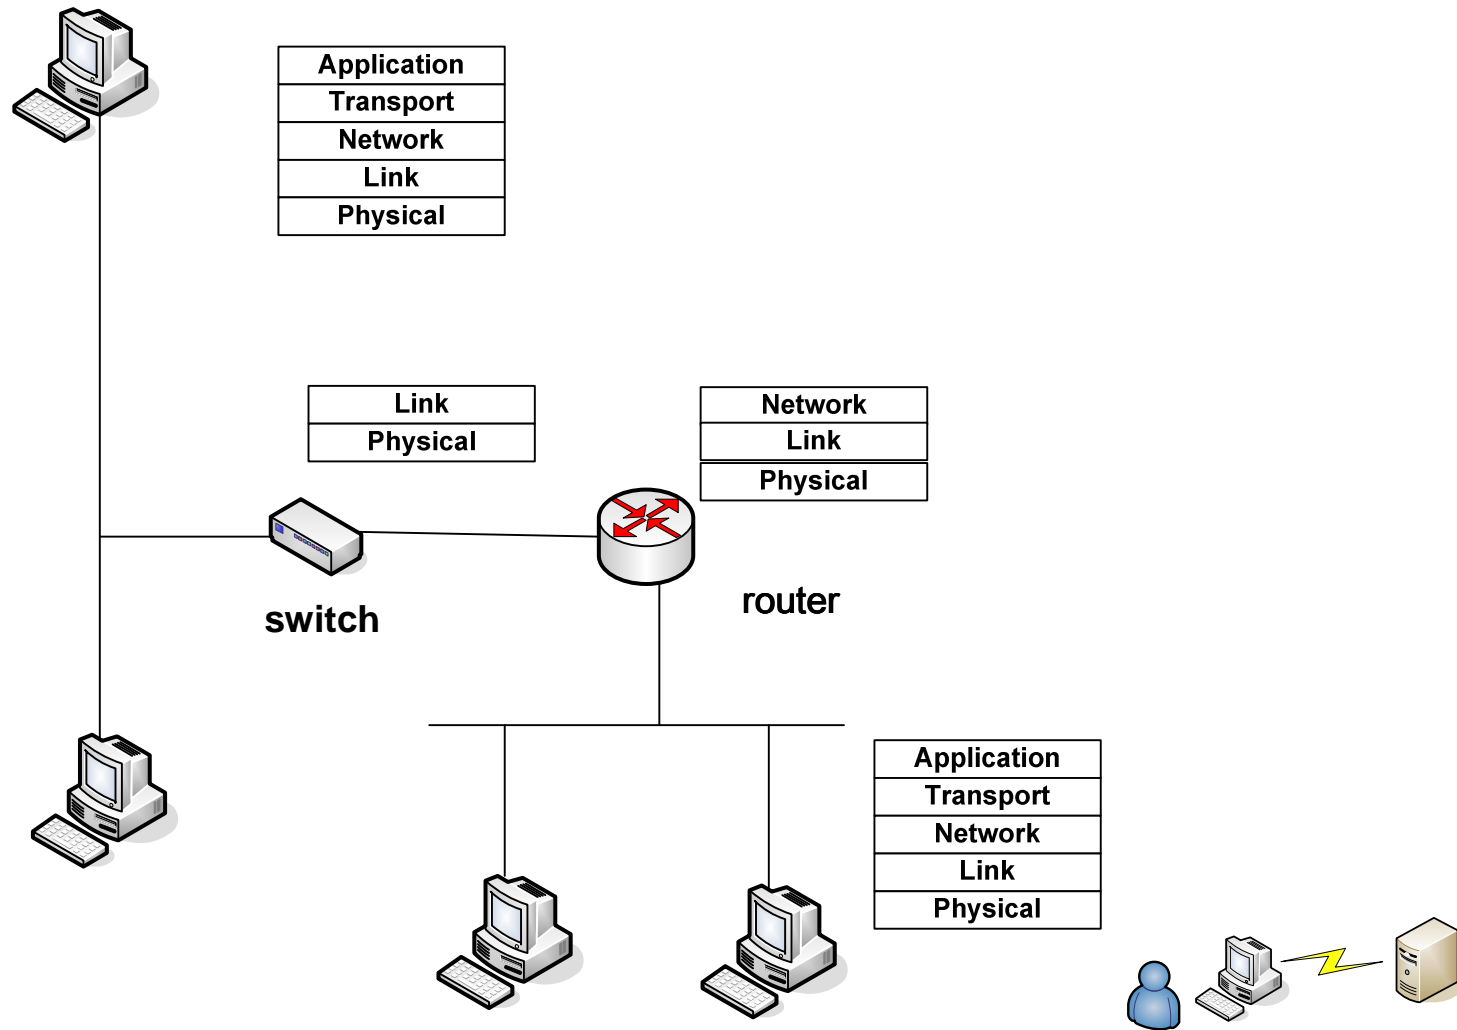 Application
Transport
Network
Link
Physical
Link
Physical
Network
Link
Physical
switch
router
Application
Transport
Network
Link
Physical